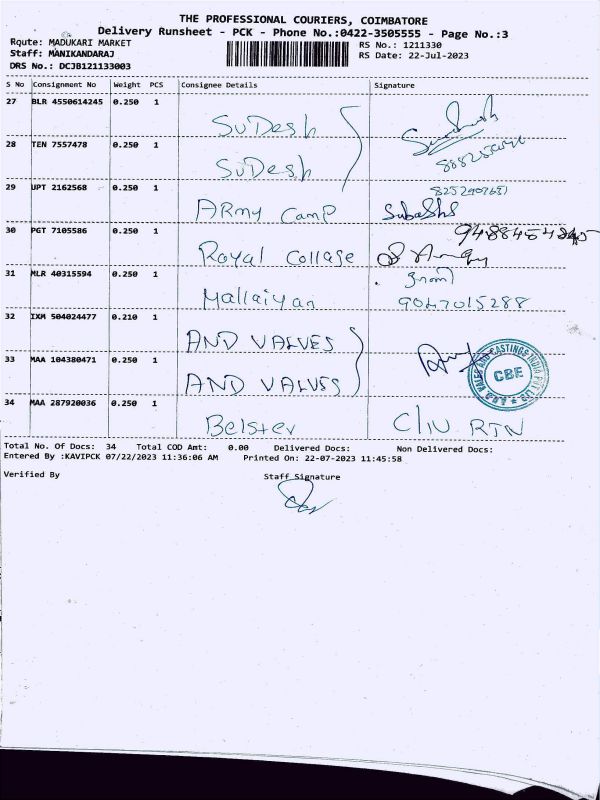 THE PROFESSIONAL COURIERS, COIMBATORE
Delivery Runsheet - PCK - Phone No.:0422-3505555 - Page No.:3
Route: MADUKARI MARKET
RS No.: 1211330
Staff: MANIKANDARAJ
RS Date: 22-Jul-2023
DRS No.: DCJB121133003
S No Consignment No Weight PCS Consignee Details Signature
27 BLR 4550614245 0.250 1
SuDesh
28 TEN 7557478 0.250 1
SuDesh
29 UPT 2162568 0.250 1
ARmy Camp
30 PGT 7105586 0.250 1
Royal Collage
31 MLR 40315594 0.250 1
Mallaiyan 9047015288
32 IXM 504024477 0.210 1
AND VALVES
33 MAA 104380471 0.250 1
AND VALVES
CBE
34 MAA 287920036 0.250 1
Belster C/N RTN
Total No. Of Docs: 34 Total COD Amt: 0.00 Delivered Docs: Non Delivered Docs:
Entered By :KAVIPCK 07/22/2023 11:36:06 AM Printed On: 22-07-2023 11:45:58
Verified By Staff Signature